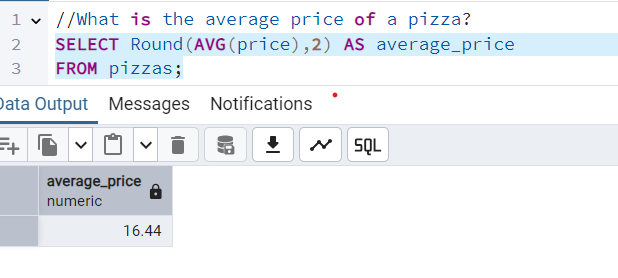 1 //What is the average price of a pizza?
2 SELECT Round(AVG(price),2) AS average_price
3 FROM pizzas;
Data Output Messages Notifications
SQL
average_price
numeric
16.44